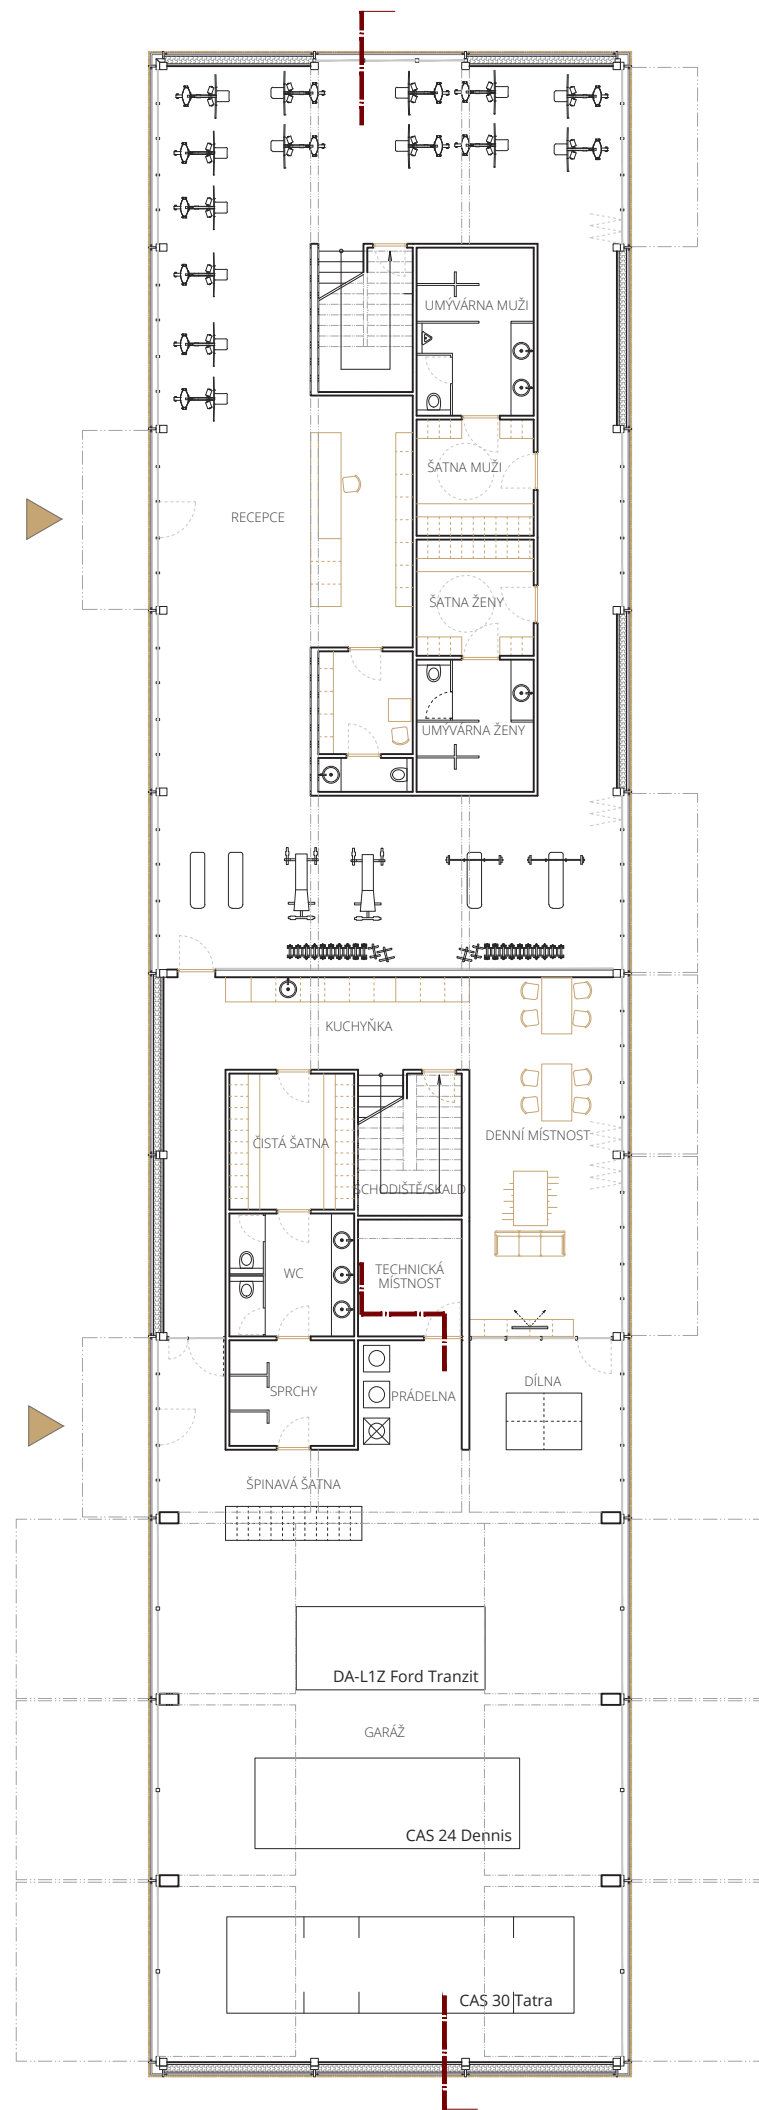 UMÝVÁRNA MUŽI
ŠATNA MUŽI
RECEPCE
ŠATNA ŽENY
UMÝVÁRNA ŽENY
KUCHYŇKA
DENNÍ MÍSTNOST
ČISTÁ ŠATNA
SCHODIŠTĚ/SKALD
WC
TECHNICKÁ
MÍSTNOST
SPRCHY
PRÁDELNA
DÍLNA
ŠPINAVÁ ŠATNA
DA-L1Z Ford Tranzit
GARÁŽ
CAS 24 Dennis
CAS 30 Tatra